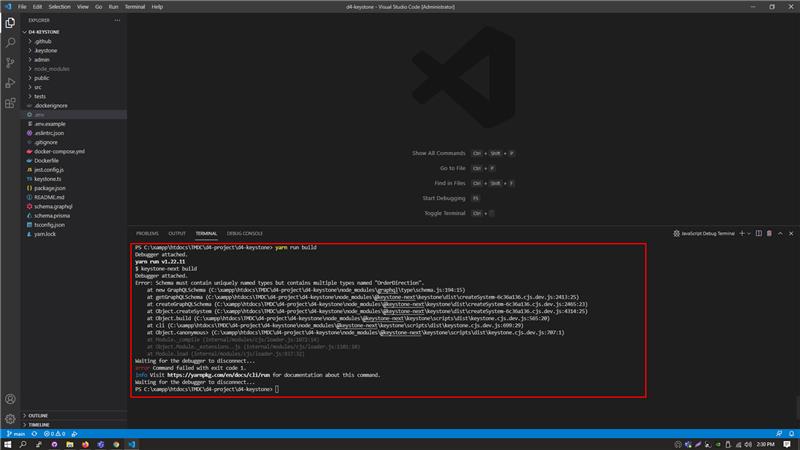 File Edit Selection View Go Run Terminal Help
d4-keystone - Visual Studio Code [Administrator]
EXPLORER
D4-KEYSTONE
.github
.keystone
admin
node_modules
public
src
tests
.dockerignore
.env
.env.example
.eslintrc.json
.gitignore
docker-compose.yml
Dockerfile
jest.config.js
keystone.ts
package.json
README.md
schema.graphql
schema.prisma
tsconfig.json
yarn.lock
OUTLINE
TIMELINE
Show All Commands Ctrl + Shift + P
Go to File Ctrl + P
Find in Files Ctrl + Shift + F
Start Debugging F5
Toggle Terminal Ctrl + `
PROBLEMS OUTPUT TERMINAL DEBUG CONSOLE
JavaScript Debug Terminal
PS C:\xampp\htdocs\TMDC\d4-project\d4-keystone> yarn run build
Debugger attached.
yarn run v1.22.11
$ keystone-next build
Debugger attached.
Error: Schema must contain uniquely named types but contains multiple types named "OrderDirection".
at new GraphQLSchema (C:\xampp\htdocs\TMDC\d4-project\d4-keystone\node_modules\graphql\type\schema.js:194:15)
at getGraphQLSchema (C:\xampp\htdocs\TMDC\d4-project\d4-keystone\node_modules\@keystone-next\keystone\dist\createSystem-6c36a136.cjs.dev.js:2413:25)
at createGraphQLSchema (C:\xampp\htdocs\TMDC\d4-project\d4-keystone\node_modules\@keystone-next\keystone\dist\createSystem-6c36a136.cjs.dev.js:2465:23)
at Object.createSystem (C:\xampp\htdocs\TMDC\d4-project\d4-keystone\node_modules\@keystone-next\keystone\dist\createSystem-6c36a136.cjs.dev.js:4314:25)
at Object.build (C:\xampp\htdocs\TMDC\d4-project\d4-keystone\node_modules\@keystone-next\keystone\scripts\dist\keystone.cjs.dev.js:565:20)
at cli (C:\xampp\htdocs\TMDC\d4-project\d4-keystone\node_modules\@keystone-next\keystone\scripts\dist\keystone.cjs.dev.js:699:29)
at Object.<anonymous> (C:\xampp\htdocs\TMDC\d4-project\d4-keystone\node_modules\@keystone-next\keystone\scripts\dist\keystone.cjs.dev.js:707:1)
at Module._compile (internal/modules/cjs/loader.js:1072:14)
at Object.Module._extensions..js (internal/modules/cjs/loader.js:1101:10)
at Module.load (internal/modules/cjs/loader.js:937:32)
Waiting for the debugger to disconnect...
error Command failed with exit code 1.
info Visit https://yarnpkg.com/en/docs/cli/run for documentation about this command.
Waiting for the debugger to disconnect...
PS C:\xampp\htdocs\TMDC\d4-project\d4-keystone>
main
0 0
2:30 PM